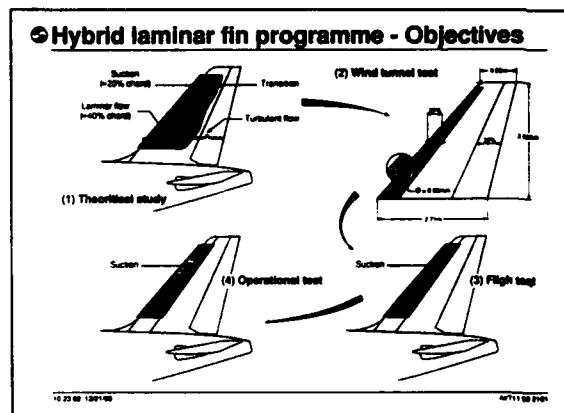 Hybrid laminar fin programme - Objectives
Suction
(≈20% chord)
Transition
Laminar flow
(≈40% chord)
Turbulent flow
(1) Theoritical study
(2) Wind tunnel test
Suction
(4) Operational test
Suction
(3) Fligh test